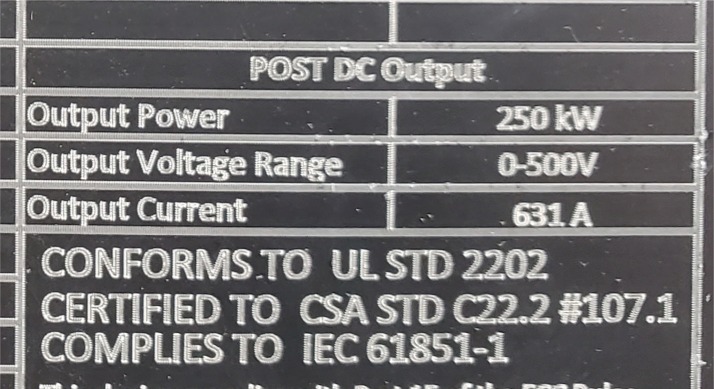 POST DC Output
Output Power 250 kW
Output Voltage Range 0-500V
Output Current 631 A
CONFORMS TO UL STD 2202
CERTIFIED TO CSA STD C22.2 #107.1
COMPLIES TO IEC 61851-1